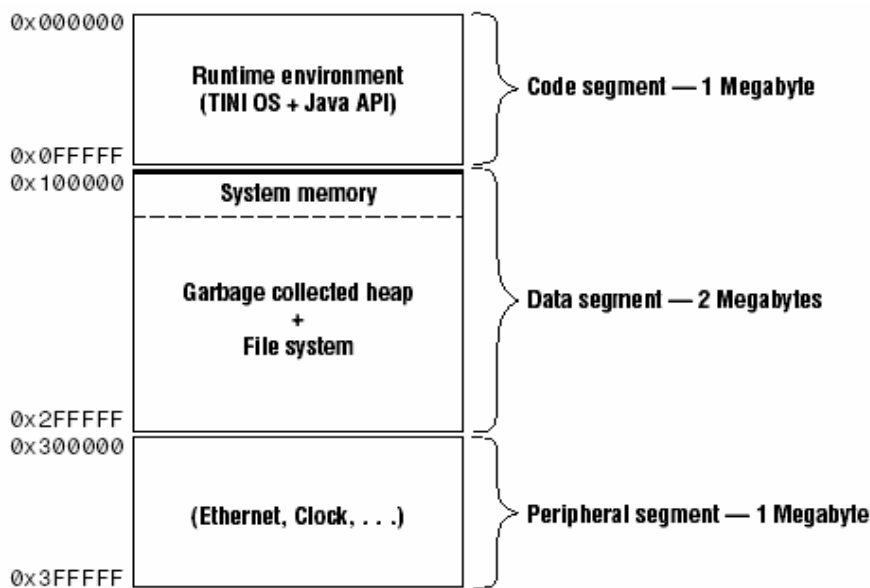 0x000000
Runtime environment
(TINI OS + Java API)
Code segment — 1 Megabyte
0x0FFFFF
0x100000
System memory
Garbage collected heap
+
File system
Data segment — 2 Megabytes
0x2FFFFF
0x300000
(Ethernet, Clock, . . .)
Peripheral segment — 1 Megabyte
0x3FFFFF